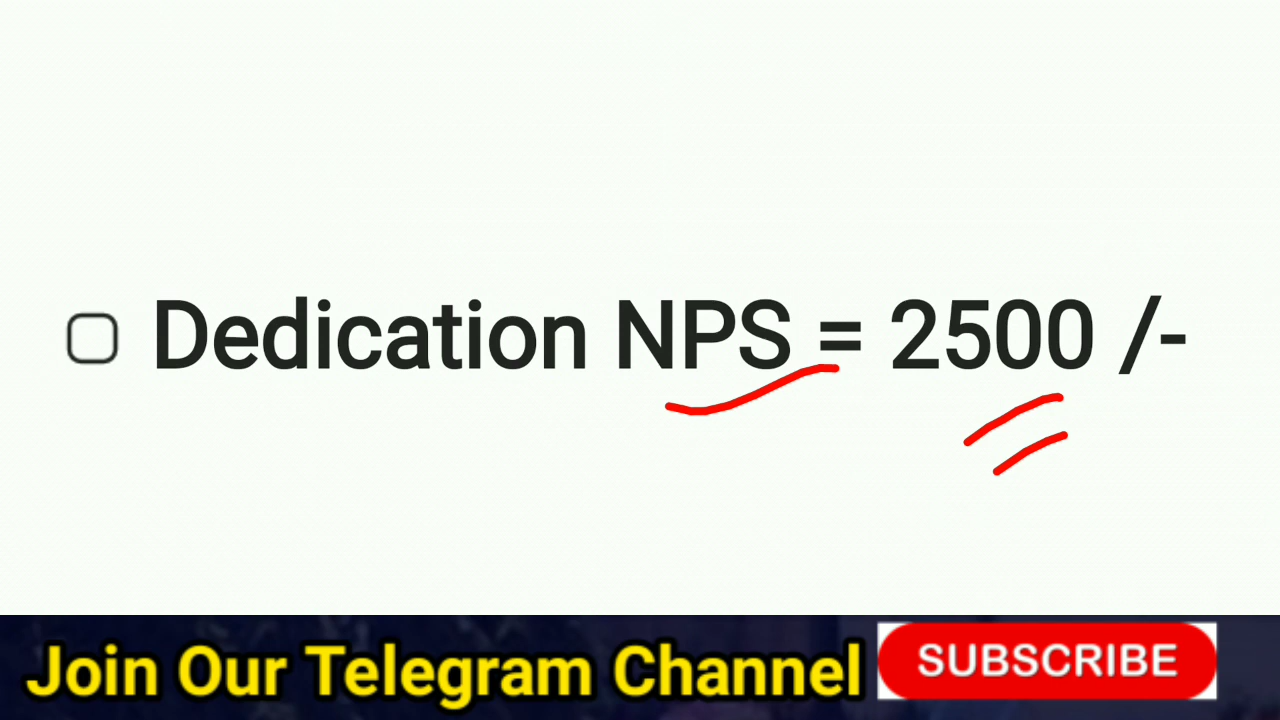 Dedication NPS = 2500 /-
Join Our Telegram Channel SUBSCRIBE